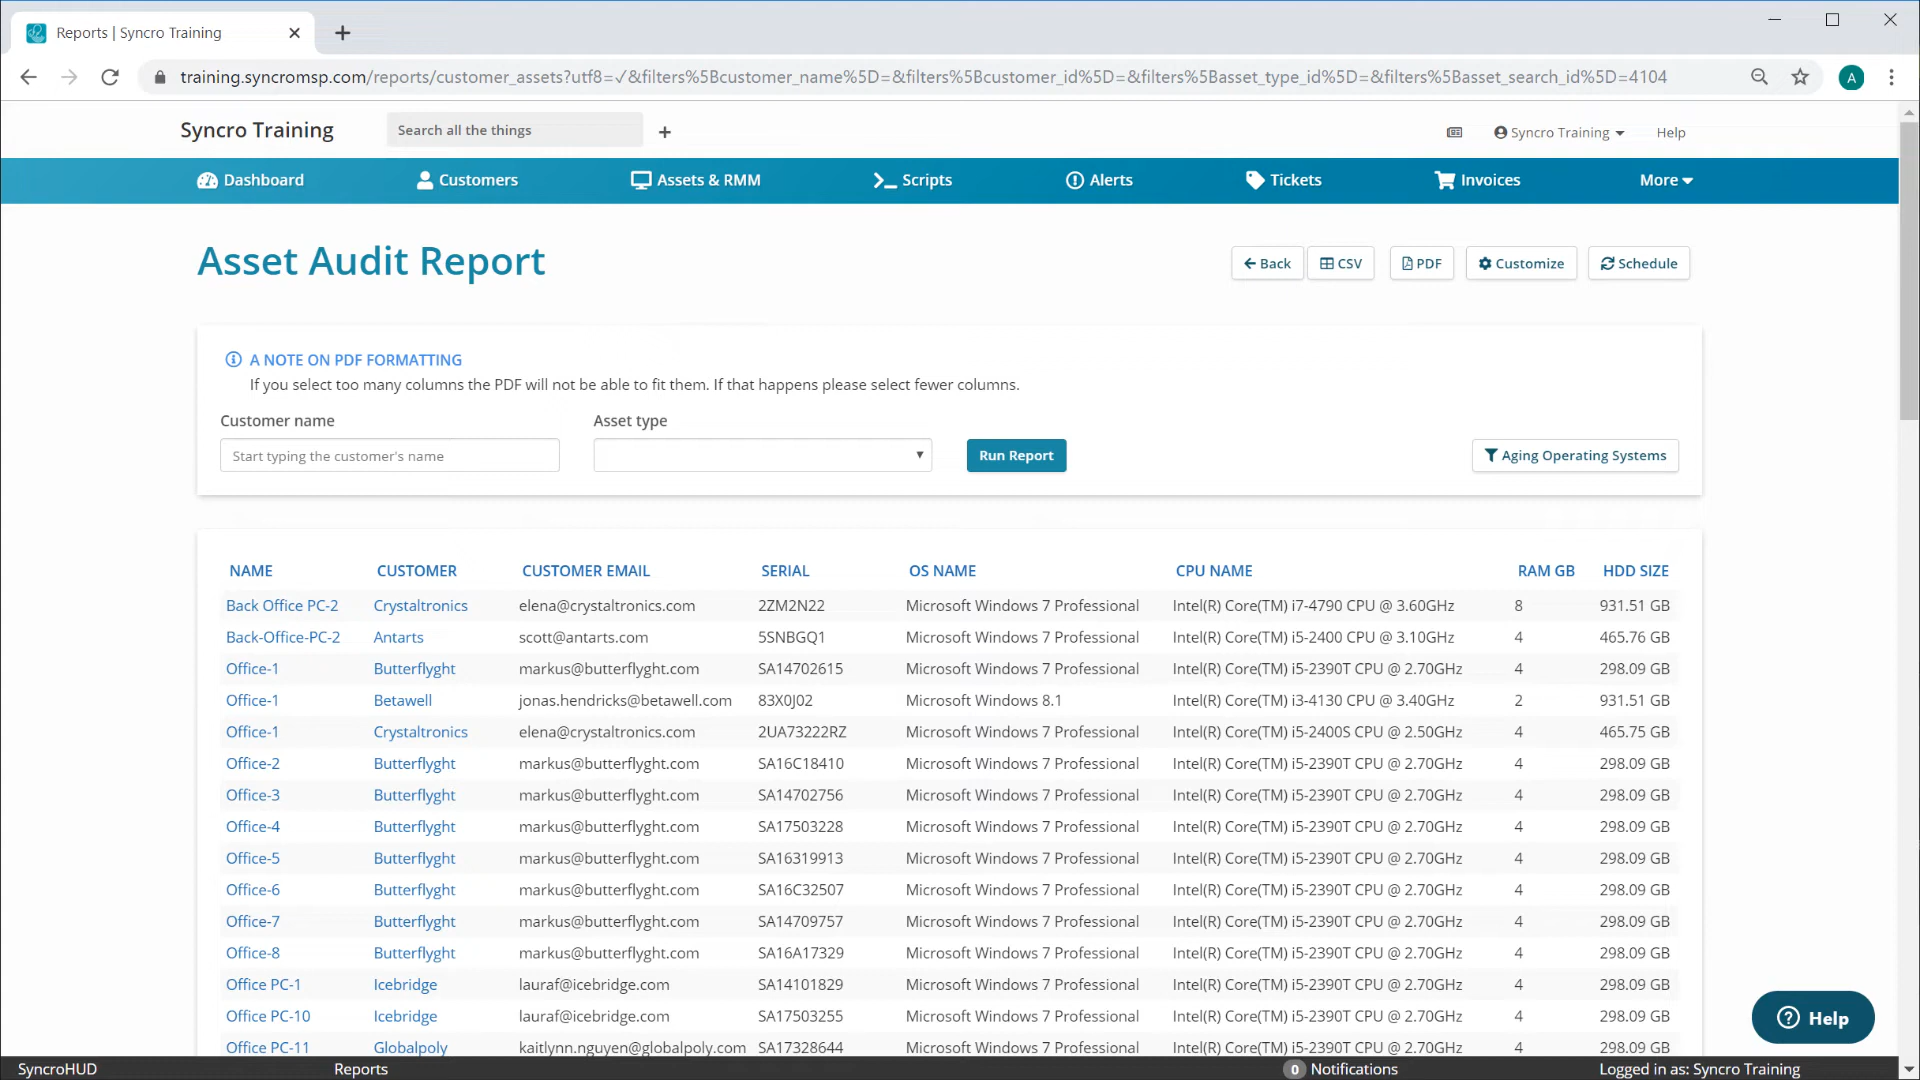 Reports | Syncro Training
training.syncromsp.com/reports/customer_assets?utf8=✓&filters%5Bcustomer_name%5D=&filters%5Bcustomer_id%5D=&filters%5Basset_type_id%5D=&filters%5Basset_search_id%5D=4104
A
Syncro Training Search all the things + Syncro Training Help
Dashboard Customers Assets & RMM Scripts Alerts Tickets Invoices More
Asset Audit Report Back CSV PDF Customize Schedule
A NOTE ON PDF FORMATTING
If you select too many columns the PDF will not be able to fit them. If that happens please select fewer columns.
Customer name Asset type
Start typing the customer's name Run Report Aging Operating Systems
NAME CUSTOMER CUSTOMER EMAIL SERIAL OS NAME CPU NAME RAM GB HDD SIZE
Back Office PC-2 Crystaltronics elena@crystaltronics.com 2ZM2N22 Microsoft Windows 7 Professional Intel(R) Core(TM) i7-4790 CPU @ 3.60GHz 8 931.51 GB
Back-Office-PC-2 Antarts scott@antarts.com 5SNBGQ1 Microsoft Windows 7 Professional Intel(R) Core(TM) i5-2400 CPU @ 3.10GHz 4 465.76 GB
Office-1 Butterflyght markus@butterflyght.com SA14702615 Microsoft Windows 7 Professional Intel(R) Core(TM) i5-2390T CPU @ 2.70GHz 4 298.09 GB
Office-1 Betawell jonas.hendricks@betawell.com 83X0J02 Microsoft Windows 8.1 Intel(R) Core(TM) i3-4130 CPU @ 3.40GHz 2 931.51 GB
Office-1 Crystaltronics elena@crystaltronics.com 2UA73222RZ Microsoft Windows 7 Professional Intel(R) Core(TM) i5-2400S CPU @ 2.50GHz 4 465.75 GB
Office-2 Butterflyght markus@butterflyght.com SA16C18410 Microsoft Windows 7 Professional Intel(R) Core(TM) i5-2390T CPU @ 2.70GHz 4 298.09 GB
Office-3 Butterflyght markus@butterflyght.com SA14702756 Microsoft Windows 7 Professional Intel(R) Core(TM) i5-2390T CPU @ 2.70GHz 4 298.09 GB
Office-4 Butterflyght markus@butterflyght.com SA17503228 Microsoft Windows 7 Professional Intel(R) Core(TM) i5-2390T CPU @ 2.70GHz 4 298.09 GB
Office-5 Butterflyght markus@butterflyght.com SA16319913 Microsoft Windows 7 Professional Intel(R) Core(TM) i5-2390T CPU @ 2.70GHz 4 298.09 GB
Office-6 Butterflyght markus@butterflyght.com SA16C32507 Microsoft Windows 7 Professional Intel(R) Core(TM) i5-2390T CPU @ 2.70GHz 4 298.09 GB
Office-7 Butterflyght markus@butterflyght.com SA14709757 Microsoft Windows 7 Professional Intel(R) Core(TM) i5-2390T CPU @ 2.70GHz 4 298.09 GB
Office-8 Butterflyght markus@butterflyght.com SA16A17329 Microsoft Windows 7 Professional Intel(R) Core(TM) i5-2390T CPU @ 2.70GHz 4 298.09 GB
Office PC-1 Icebridge lauraf@icebridge.com SA14101829 Microsoft Windows 7 Professional Intel(R) Core(TM) i5-2390T CPU @ 2.70GHz 4 298.09 GB
Office PC-10 Icebridge lauraf@icebridge.com SA17503255 Microsoft Windows 7 Professional Intel(R) Core(TM) i5-2390T CPU @ 2.70GHz 4 298.09 GB
Office PC-11 Globalpoly kaitlynn.nguyen@globalpoly.com SA17328644 Microsoft Windows 7 Professional Intel(R) Core(TM) i5-2390T CPU @ 2.70GHz 4 298.09 GB
Help
SyncroHUD Reports 0 Notifications Logged in as: Syncro Training